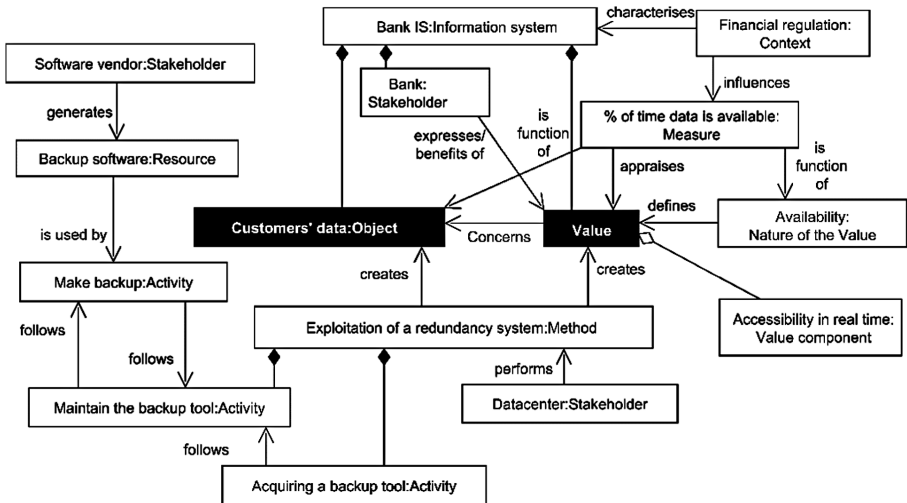 Bank IS:Information system
characterises
Financial regulation:
Context
Software vendor:Stakeholder
Bank:
Stakeholder
influences
generates
is
function
of
% of time data is available:
Measure
expresses/
benefits of
Backup software:Resource
appraises
is
function
of
is used by
Customers' data:Object
Concerns
Value
defines
Availability:
Nature of the Value
Make backup:Activity
creates
creates
follows
follows
Exploitation of a redundancy system:Method
Accessibility in real time:
Value component
performs
Maintain the backup tool:Activity
Datacenter:Stakeholder
follows
Acquiring a backup tool:Activity